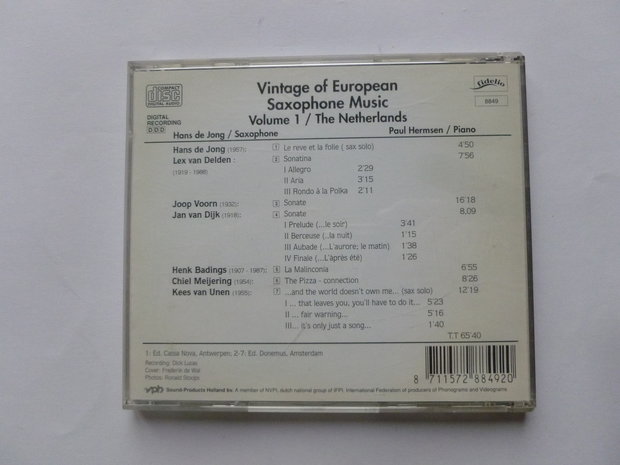 COMPACT
disc
DIGITAL AUDIO
DIGITAL
RECORDING
DDD
Vintage of European
Saxophone Music
Volume 1 / The Netherlands
fidelio
8849
Hans de Jong / Saxophone Paul Hermsen / Piano
Hans de Jong (1957): 1 Le reve et la folie ( sax solo) 4'50
Lex van Delden : 2 Sonatina 7'56
(1919 - 1988) I Allegro 2'29
II Aria 3'15
III Rondo à la Polka 2'11
Joop Voorn (1932): 3 Sonate 16'18
Jan van Dijk (1918): 4 Sonate 8,09
I Prelude (...le soir) 3'41
II Berceuse (..la nuit) 1'15
III Aubade (...L'aurore; le matin) 1'38
IV Finale (...L'àprès été) 1'26
Henk Badings (1907 - 1987): 5 La Malinconia 6'55
Chiel Meijering (1954): 6 The Pizza - connection 8'26
Kees van Unen (1955): 7 ...and the world doesn't own me... (sax solo) 12'19
I ... that leaves you, you'll have to do it... 5'23
II ... fair warning... 5'16
III... it's only just a song... 1'40
T.T 65'40
1: Ed. Cassa Nova, Antwerpen; 2-7: Ed. Donemus, Amsterdam
Recording: Dick Lucas
Cover: Frederin de Wal
Photos: Ronald Stoops
vpb Sound-Products Holland bv. A member of NVPI, dutch national group of IFPI, International Federation of producers of Phonograms and Videograms
8 711572 884920